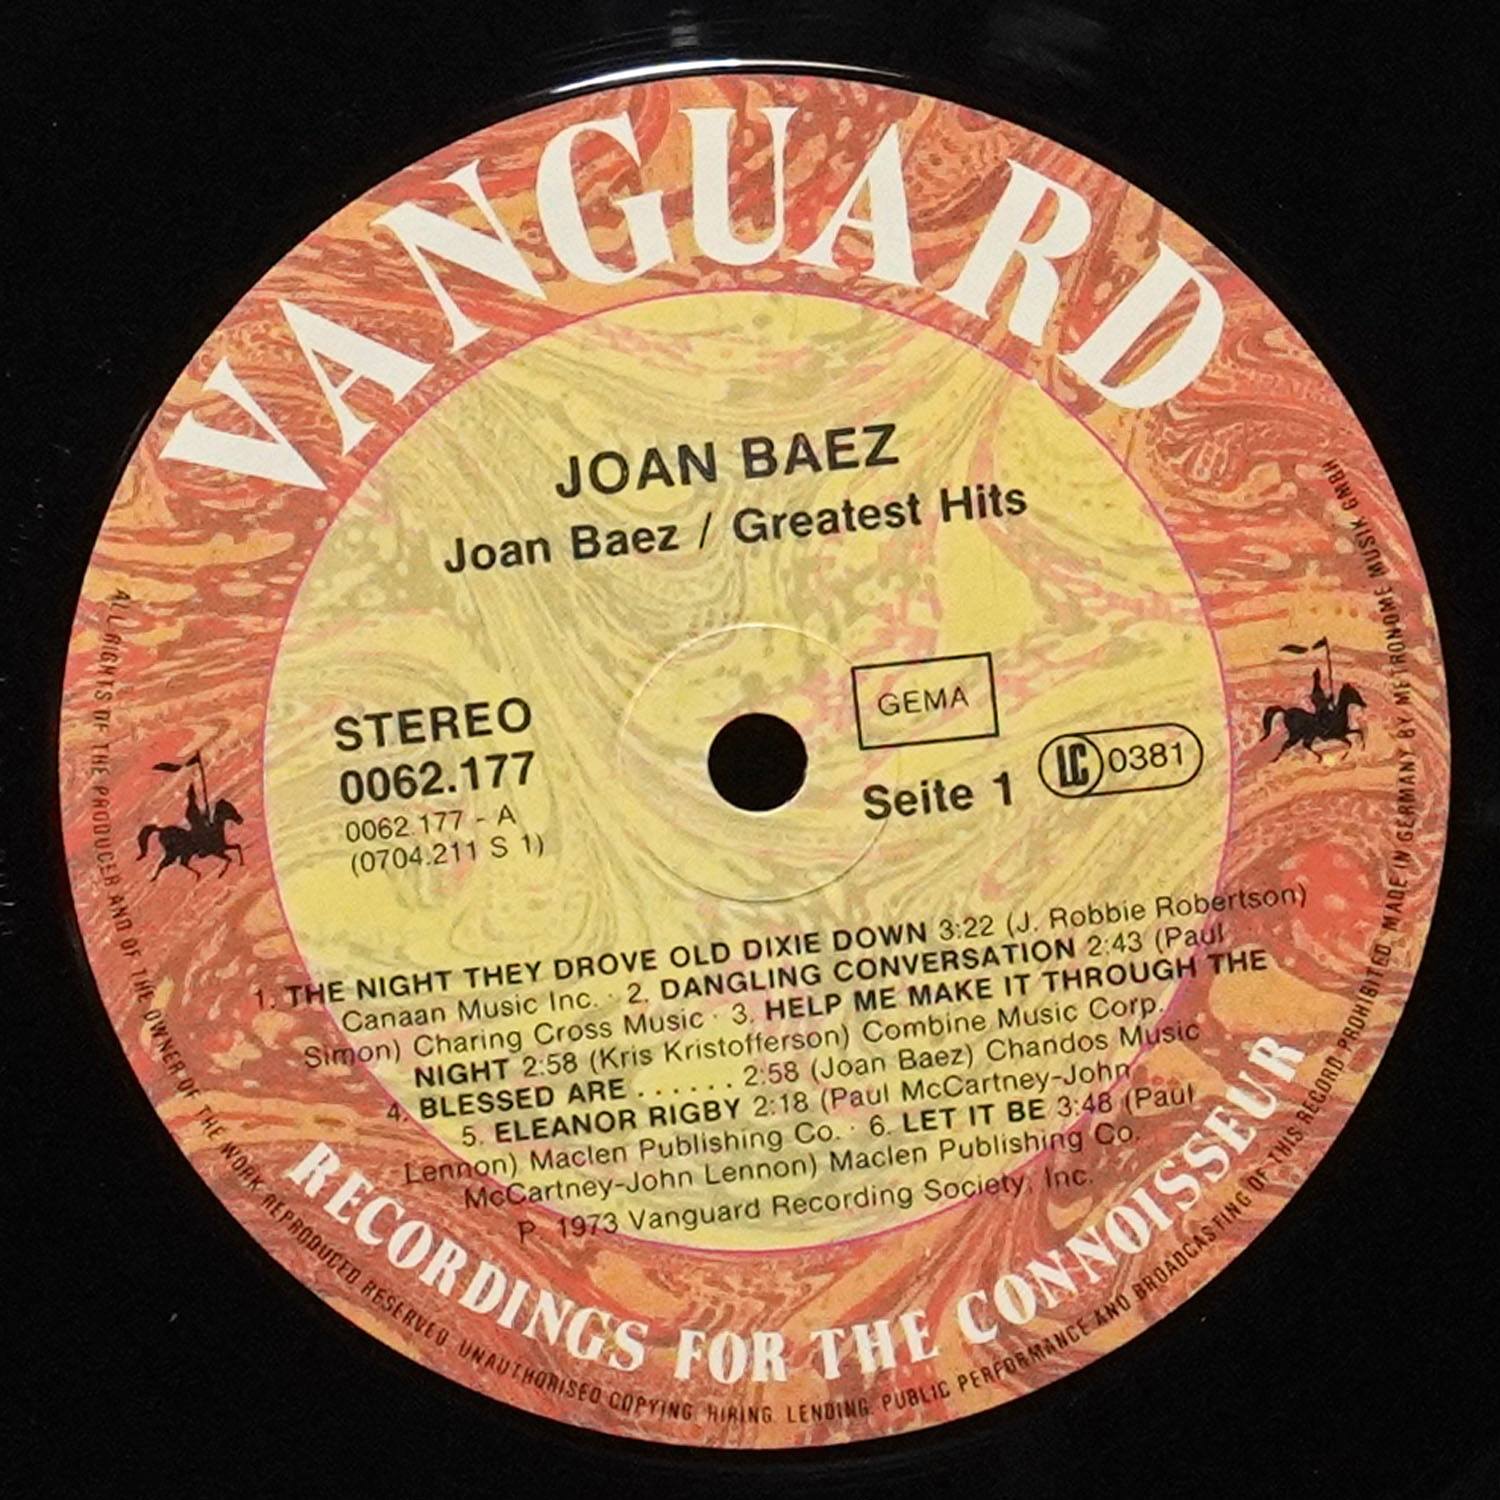 VANGUARD
JOAN BAEZ
Joan Baez / Greatest Hits
STEREO
0062.177
0062.177 - A
(0704.211 S 1)
GEMA
Seite 1
LC 0381
1. THE NIGHT THEY DROVE OLD DIXIE DOWN 3:22 (J. Robbie Robertson)
Canaan Music Inc. · 2. DANGLING CONVERSATION 2:43 (Paul
Simon) Charing Cross Music · 3. HELP ME MAKE IT THROUGH THE
NIGHT 2:58 (Kris Kristofferson) Combine Music Corp.
4. BLESSED ARE . . . . . . 2:58 (Joan Baez) Chandos Music
5. ELEANOR RIGBY 2:18 (Paul McCartney-John
Lennon) Maclen Publishing Co. · 6. LET IT BE 3:48 (Paul
McCartney-John Lennon) Maclen Publishing Co.
P. 1973 Vanguard Recording Society, Inc.
RECORDINGS FOR THE CONNOISSEUR
ALL RIGHTS OF THE PRODUCER AND OF THE OWNER OF THE WORK REPRODUCED RESERVED. UNAUTHORISED COPYING, HIRING, LENDING, PUBLIC PERFORMANCE AND BROADCASTING OF THIS RECORD PROHIBITED. MADE IN GERMANY BY METRONOME MUSIK GMBH